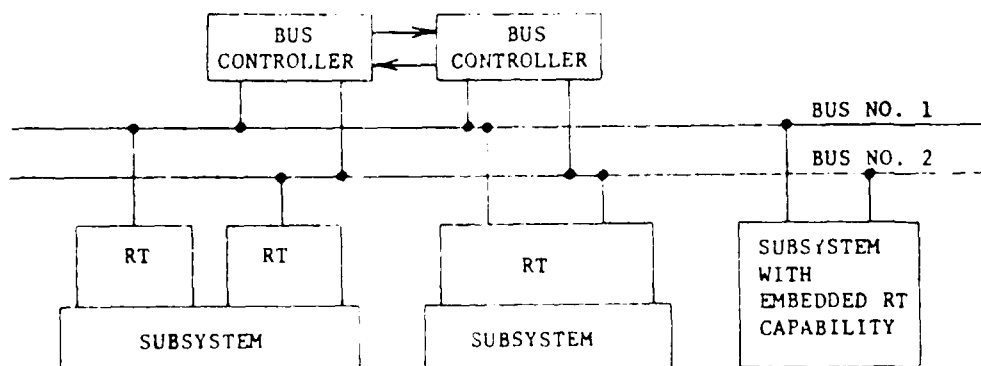 BUS
CONTROLLER
BUS
CONTROLLER
BUS NO. 1
BUS NO. 2
RT
RT
RT
SUBSYSTEM
WITH
EMBEDDED RT
CAPABILITY
SUBSYSTEM
SUBSYSTEM